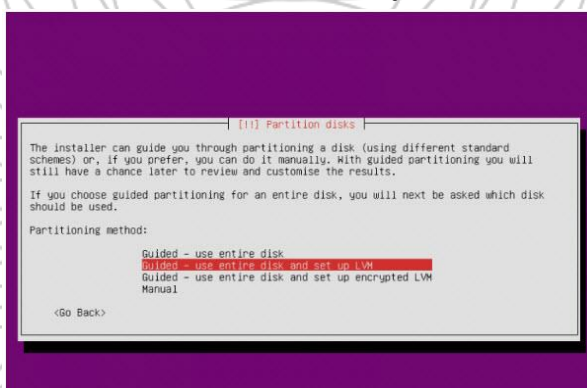 [!!] Partition disks
The installer can guide you through partitioning a disk (using different standard
schemes) or, if you prefer, you can do it manually. With guided partitioning you will
still have a chance later to review and customise the results.
If you choose guided partitioning for an entire disk, you will next be asked which disk
should be used.
Partitioning method:
Guided - use entire disk
Guided - use entire disk and set up LVM
Guided - use entire disk and set up encrypted LVM
Manual
<Go Back>